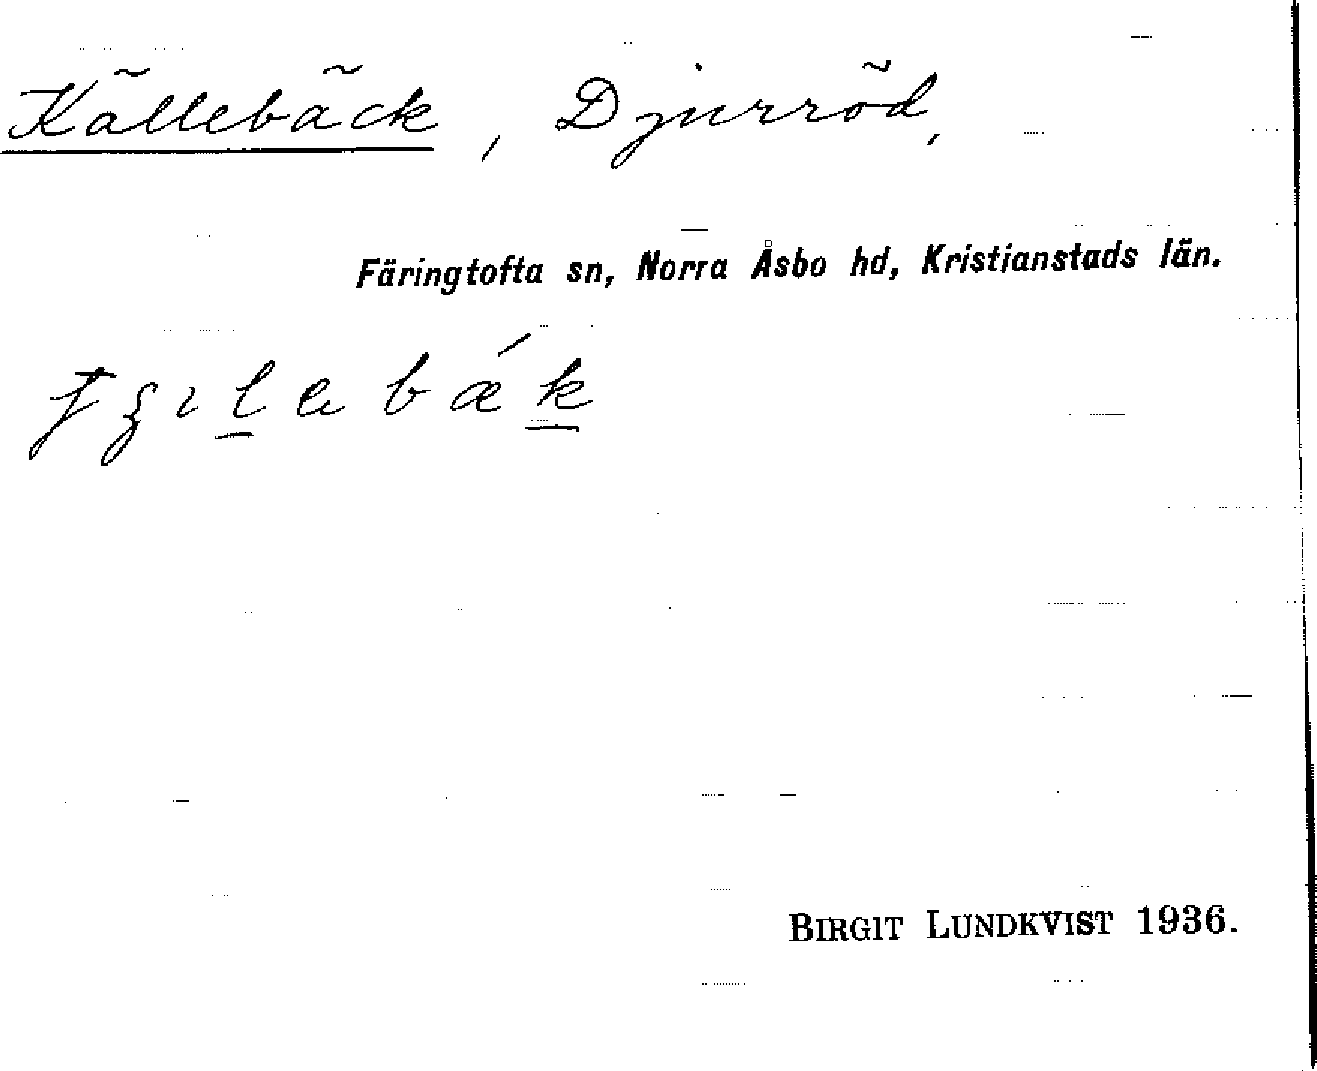 Källebäck, Djurröd,
Färingtofta sn, Norra Åsbo hd, Kristianstads län.
BIRGIT LUNDKVIST 1936.